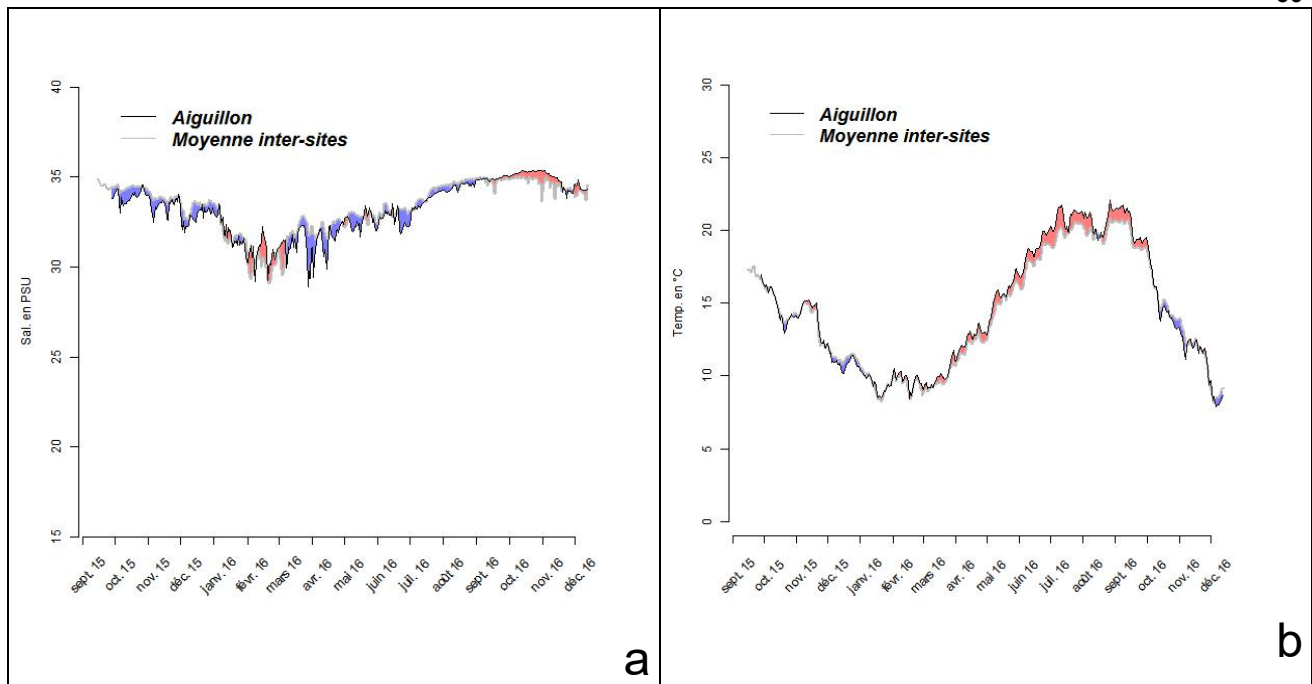 40
35
30
25
20
15
Sal. en PSU
Aiguillon
Moyenne inter-sites
sept. 15
oct. 15
nov. 15
déc. 15
janv. 16
févr. 16
mars 16
avr. 16
mai 16
juin 16
juil. 16
août 16
sept. 16
oct. 16
nov. 16
déc. 16
a
30
25
20
15
10
5
0
Temp. en °C
Aiguillon
Moyenne inter-sites
sept. 15
oct. 15
nov. 15
déc. 15
janv. 16
févr. 16
mars 16
avr. 16
mai 16
juin 16
juil. 16
août 16
sept. 16
oct. 16
nov. 16
déc. 16
b